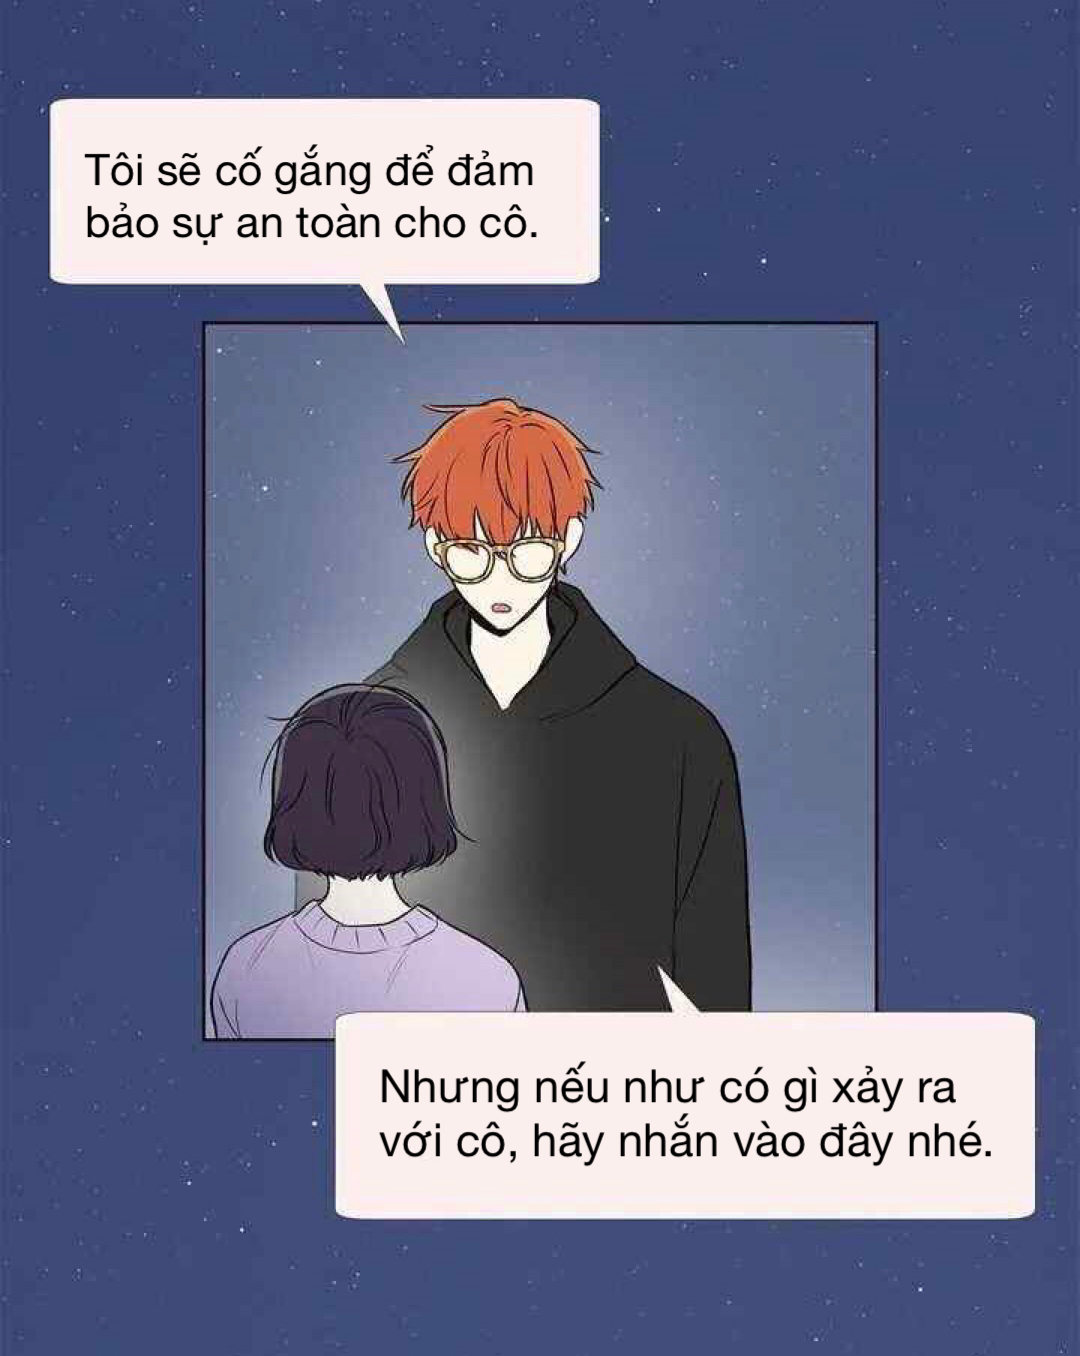 Tôi sẽ cố gắng để đảm
bảo sự an toàn cho cô.
Nhưng nếu như có gì xảy ra
với cô, hãy nhắn vào đây nhé.